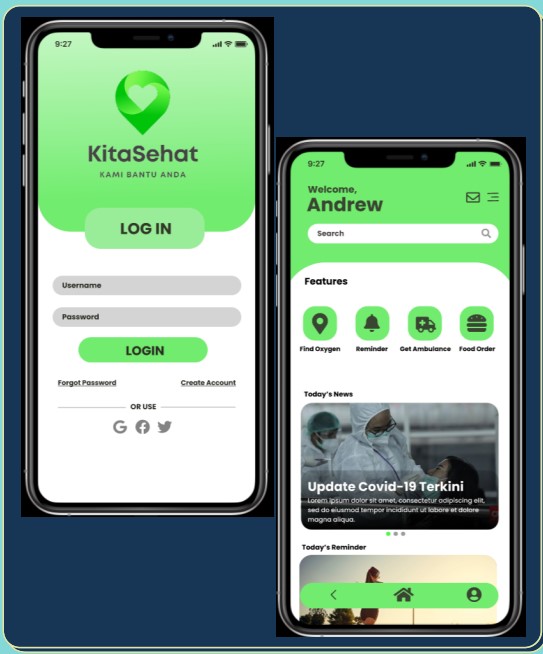 9:27
KitaSehat
KAMI BANTU ANDA
LOG IN
Username
Password
LOGIN
Forgot Password
Create Account
OR USE
9:27
Welcome,
Andrew
Search
Features
Find Oxygen
Reminder
Get Ambulance
Food Order
Today's News
Update Covid-19 Terkini
Lorem ipsum dolor sit amet, consectetur adipiscing elit,
sed do eiusmod tempor incididunt ut labore et dolore
magna aliqua.
Today's Reminder